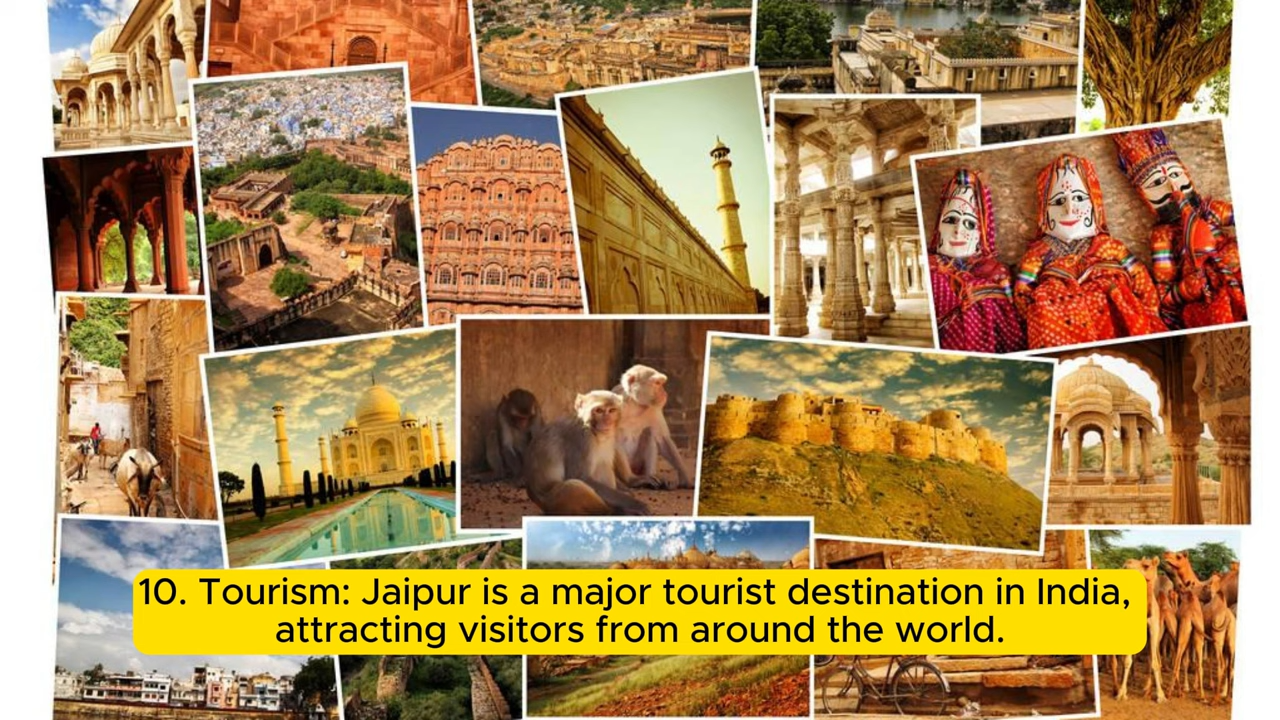 10. Tourism: Jaipur is a major tourist destination in India,
attracting visitors from around the world.